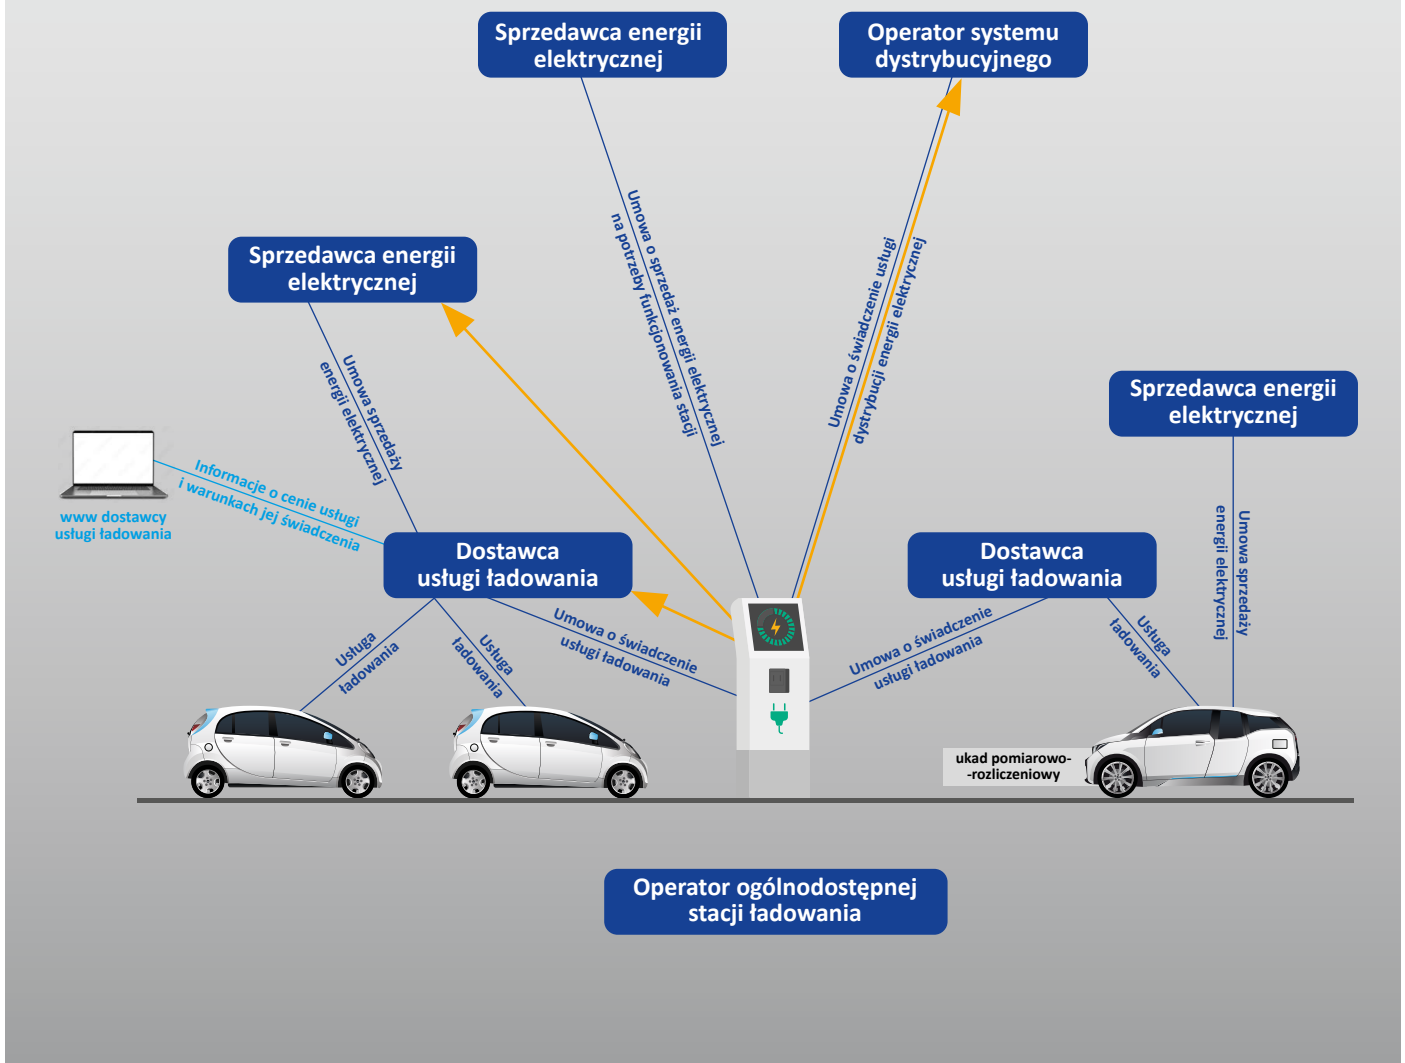 Sprzedawca energii
elektrycznej
Operator systemu
dystrybucyjnego
Umowa o sprzedaż energii elektrycznej
na potrzeby funkcjonowania stacji
Umowa o świadczenie usługi
dystrybucji energii elektrycznej
Sprzedawca energii
elektrycznej
Umowa sprzedaży
energii elektrycznej
Sprzedawca energii
elektrycznej
Umowa sprzedaży
energii elektrycznej
Informacje o cenie usługi
i warunkach jej świadczenia
www dostawcy
usługi ładowania
Dostawca
usługi ładowania
Dostawca
usługi ładowania
Usługa
ładowania
Usługa
ładowania
Umowa o świadczenie
usługi ładowania
Umowa o świadczenie
usługi ładowania
Usługa
ładowania
ukad pomiarowo-
-rozliczeniowy
Operator ogólnodostępnej
stacji ładowania